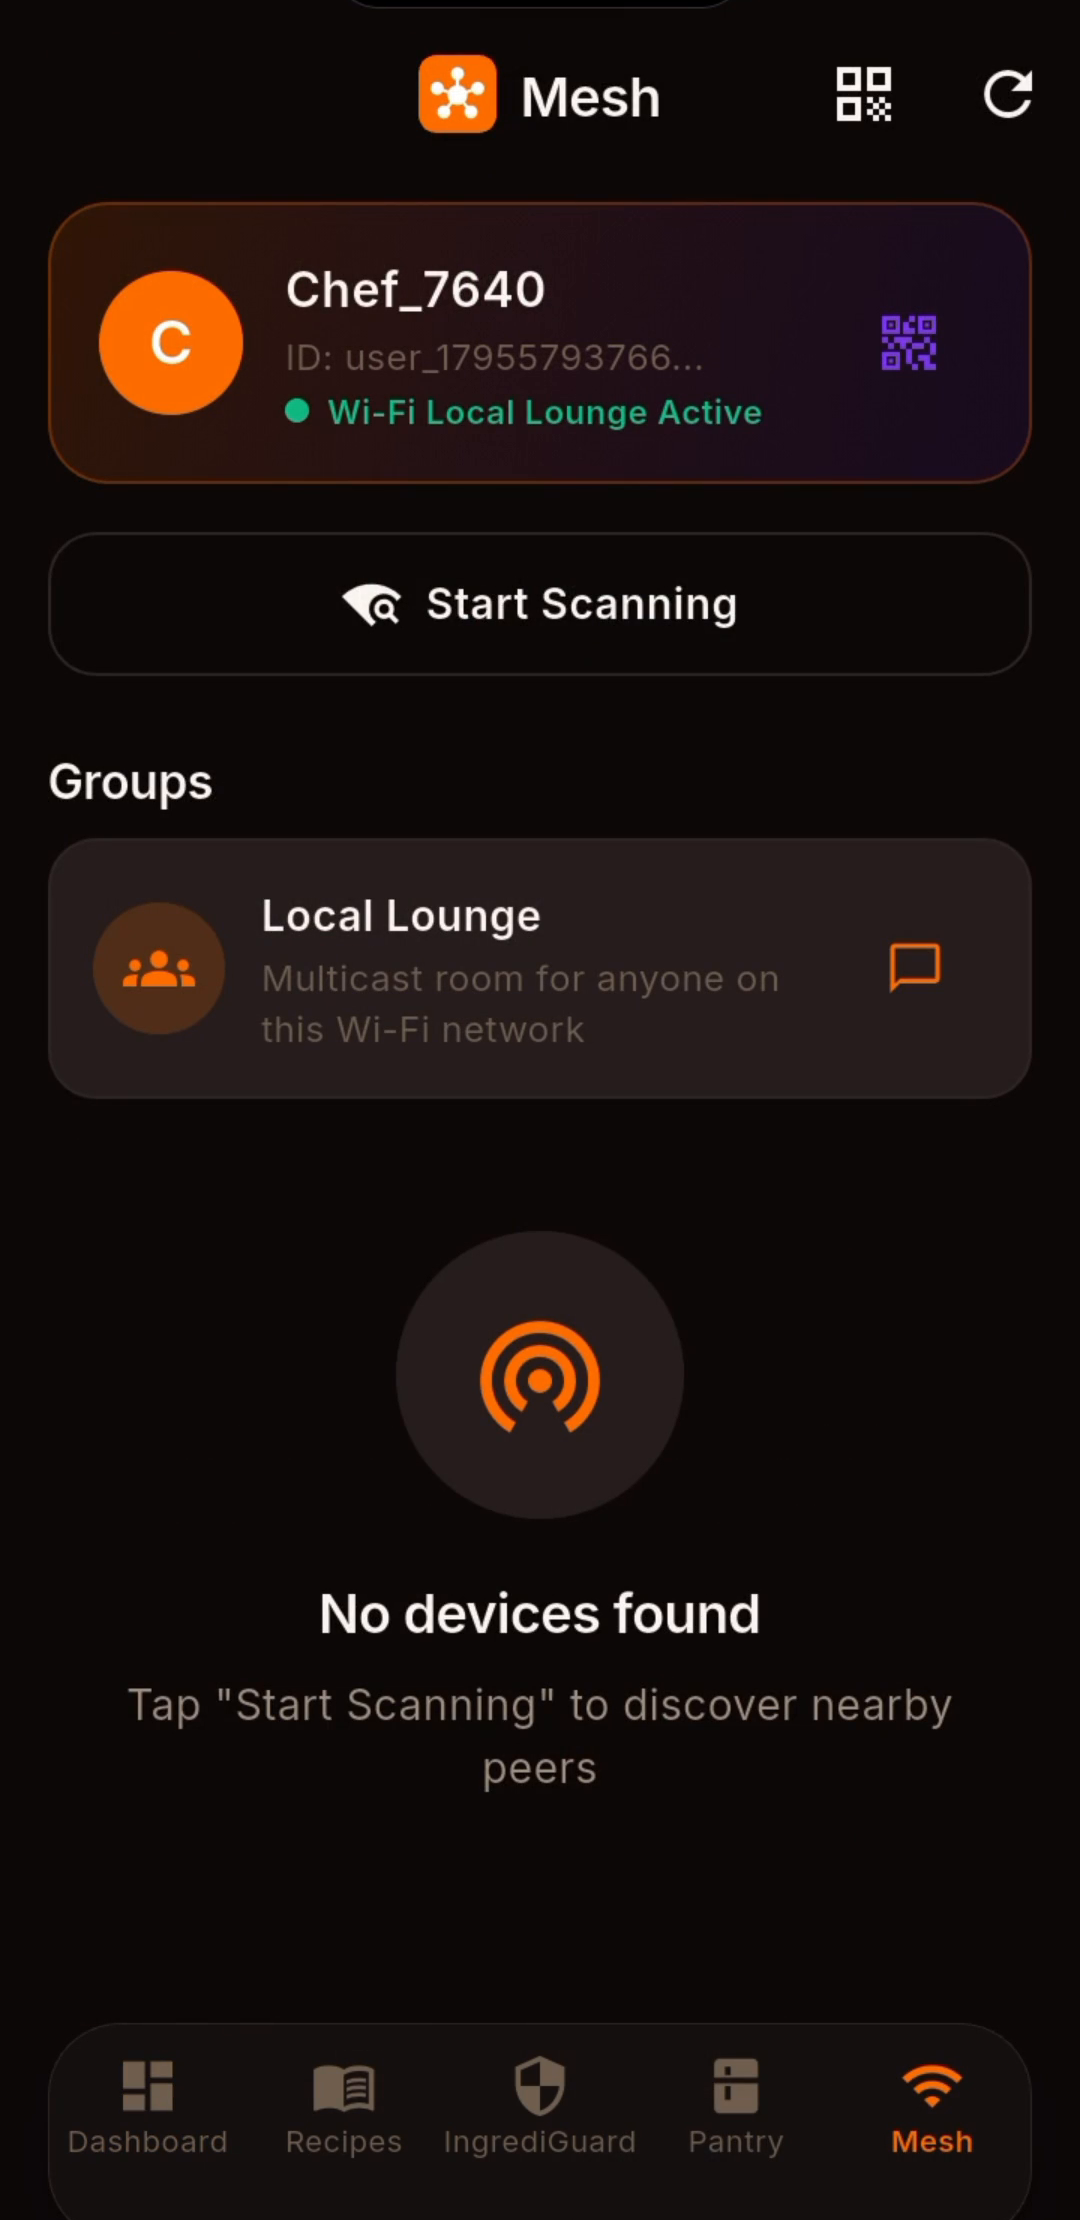 Mesh
C
Chef_7640
ID: user_17955793766...
Wi-Fi Local Lounge Active
Start Scanning
Groups
Local Lounge
Multicast room for anyone on
this Wi-Fi network
No devices found
Tap "Start Scanning" to discover nearby
peers
Dashboard
Recipes
IngrediGuard
Pantry
Mesh